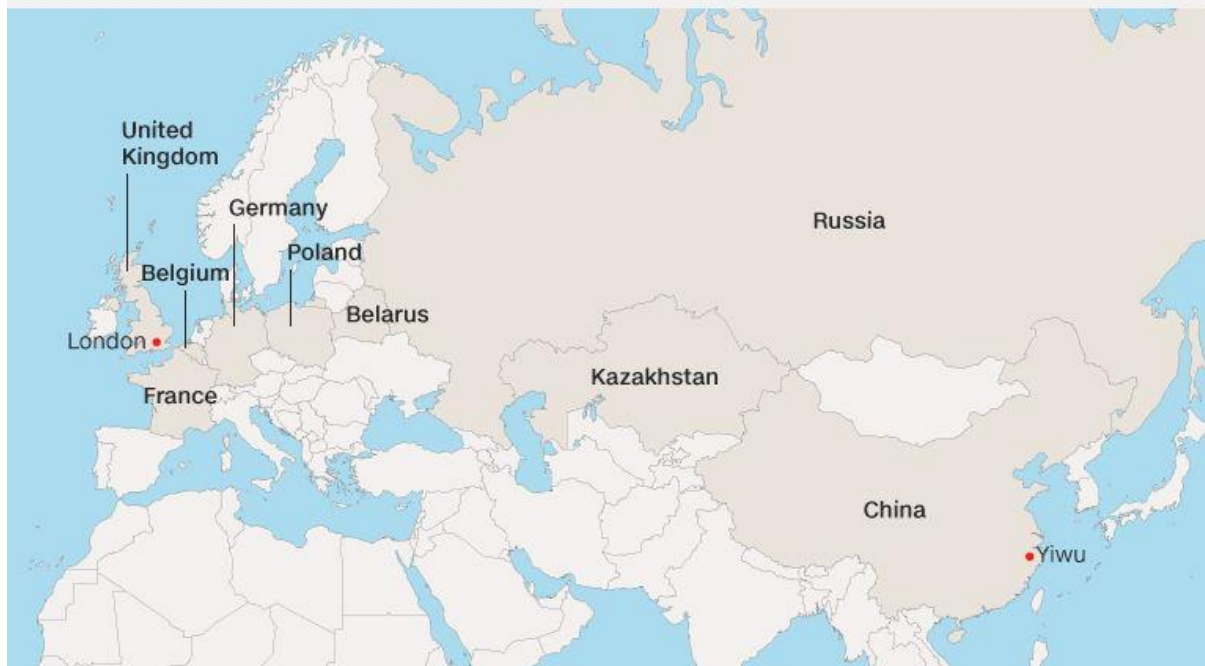 United
Kingdom
Germany
Russia
Poland
Belgium
Belarus
London
Kazakhstan
France
China
Yiwu